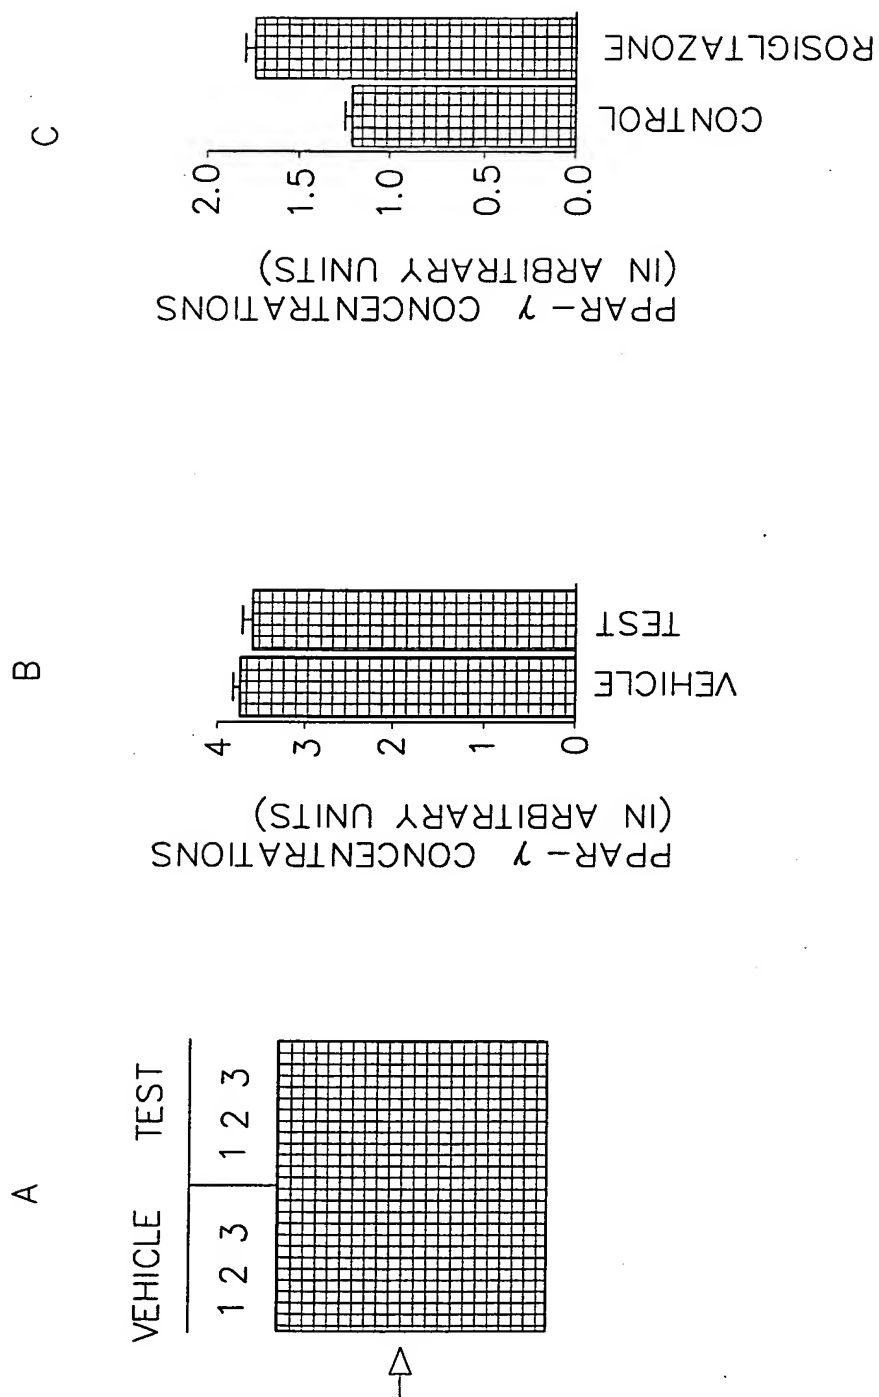 A
VEHICLE TEST
1 2 3 1 2 3
B
PPAR-γ CONCENTRATIONS
(IN ARBITRARY UNITS)
4
3
2
1
0
VEHICLE
TEST
C
PPAR-γ CONCENTRATIONS
(IN ARBITRARY UNITS)
2.0
1.5
1.0
0.5
0.0
CONTROL
ROSIGLTAZONE